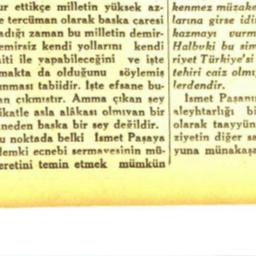 ur ettikçe milletin yüksek az-
e tercüman olarak başka çaresi
adığı zaman bu milletin demir-
emirsiz kendi yollarını kendi
iti ile yapabileceğini ve işte
makta da olduğunu söylemiş
unması tabiidir. İşte efsane bu-
an çıkmıştır. Amma çıkan şey
ikatle asla alâkası olmıyan bir
neden başka bir şey değildir.
u noktada belki İsmet Paşaya
lemki ecnebi sermayesinin mü-
eretini temin etmek mümkün
kenmez müzake
larına girse idi
kazmayı vurm
Halbuki bu sim
riyet Türkiye'si
tehiri caiz olmı
lerdendir.
İsmet Paşanı
aleyhtarlığı bi
olarak taayyün
ziyetin diğer sa
yuna münakaşa